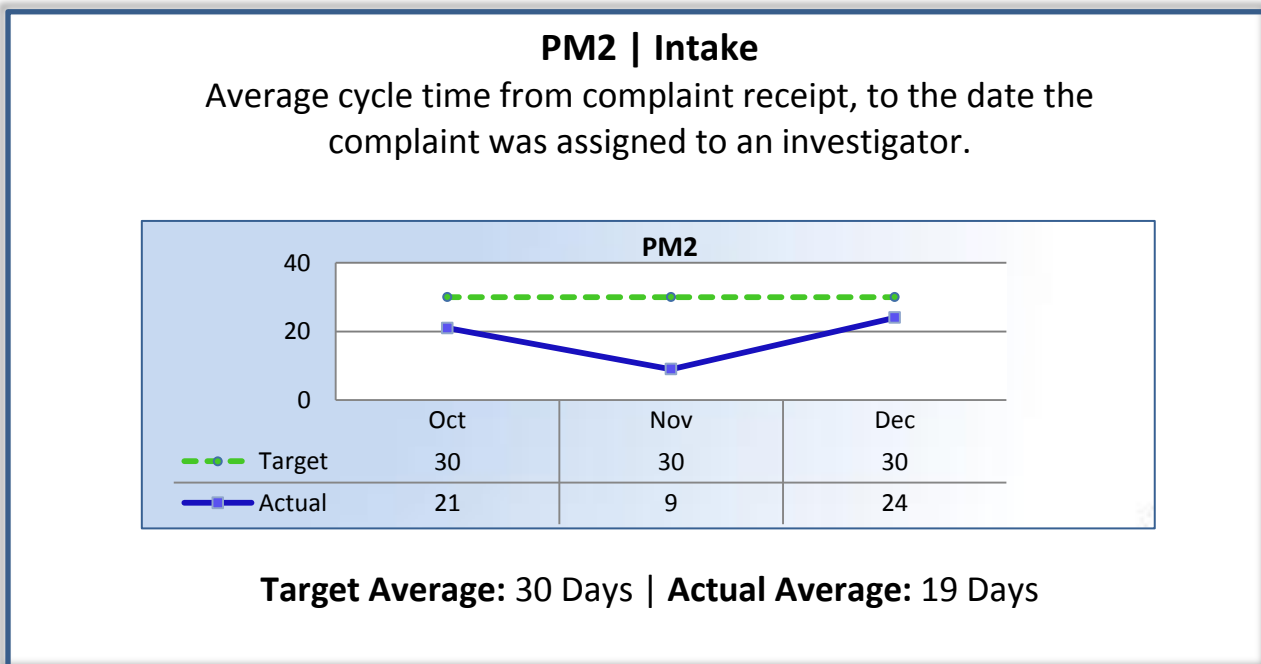 PM2 | Intake
Average cycle time from complaint receipt, to the date the
complaint was assigned to an investigator.
PM2
40
20
0
Oct Nov Dec
Target 30 30 30
Actual 21 9 24
Target Average: 30 Days | Actual Average: 19 Days